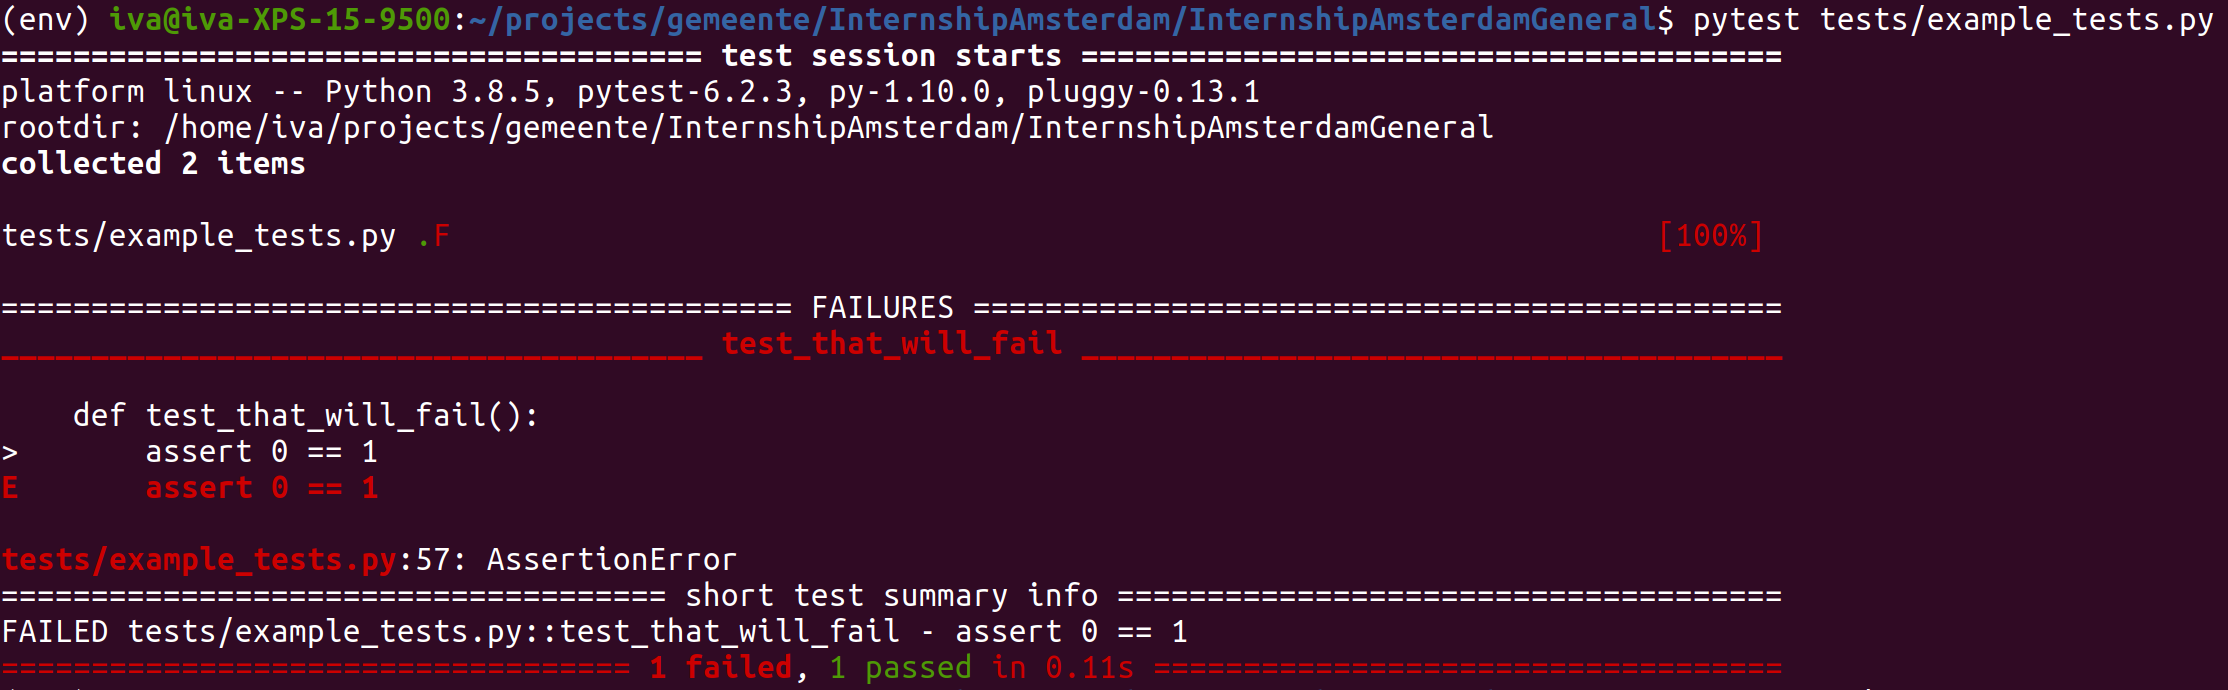 (env) iva@iva-XPS-15-9500:~/projects/gemeente/InternshipAmsterdam/InternshipAmsterdamGeneral$ pytest tests/example_tests.py
======================================= test session starts =======================================
platform linux -- Python 3.8.5, pytest-6.2.3, py-1.10.0, pluggy-0.13.1
rootdir: /home/iva/projects/gemeente/InternshipAmsterdam/InternshipAmsterdamGeneral
collected 2 items
tests/example_tests.py .F [100%]
============================================ FAILURES =============================================
_______________________________________ test_that_will_fail _______________________________________
def test_that_will_fail():
> assert 0 == 1
E assert 0 == 1
tests/example_tests.py:57: AssertionError
===================================== short test summary info =====================================
FAILED tests/example_tests.py::test_that_will_fail - assert 0 == 1
=================================== 1 failed, 1 passed in 0.11s ===================================